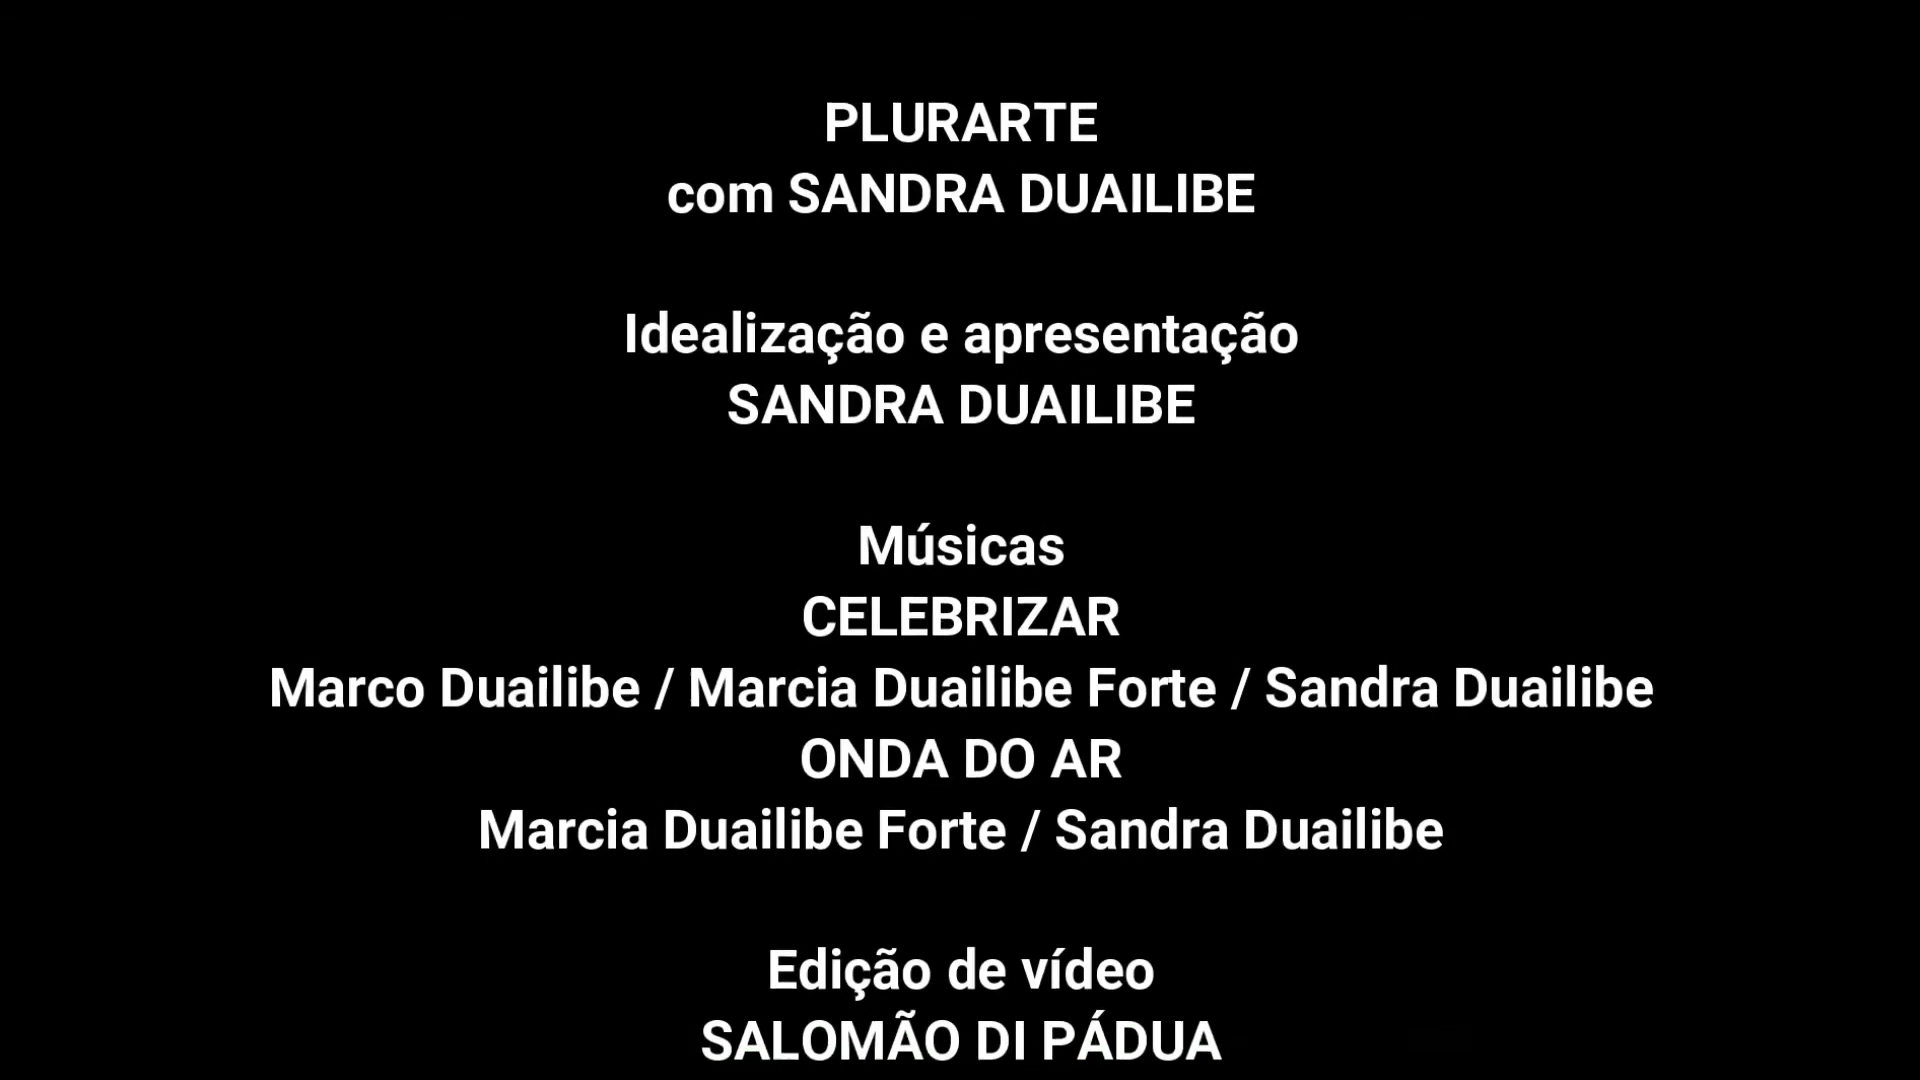 PLURARTE
com SANDRA DUAILIBE
Idealização e apresentação
SANDRA DUAILIBE
Músicas
CELEBRIZAR
Marco Duailibe / Marcia Duailibe Forte / Sandra Duailibe
ONDA DO AR
Marcia Duailibe Forte / Sandra Duailibe
Edição de vídeo
SALOMÃO DI PÁDUA